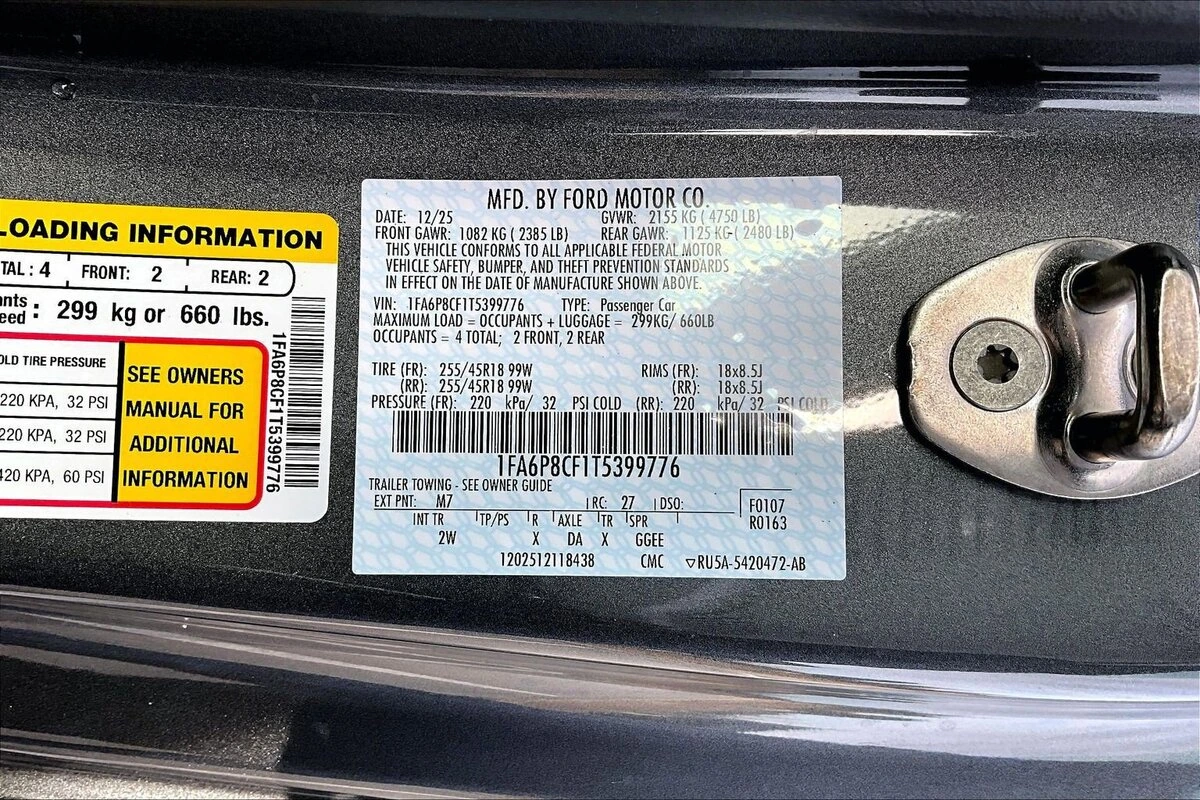 LOADING INFORMATION
TAL : 4 FRONT: 2 REAR: 2
299 kg or 660 lbs.
OLD TIRE PRESSURE
220 KPA, 32 PSI
220 KPA, 32 PSI
420 KPA, 60 PSI
SEE OWNERS
MANUAL FOR
ADDITIONAL
INFORMATION
1FA6P8CF1T5399776
MFD. BY FORD MOTOR CO.
DATE: 12/25 GVWR: 2155 KG ( 4750 LB)
FRONT GAWR: 1082 KG ( 2385 LB) REAR GAWR: 1125 KG ( 2480 LB)
THIS VEHICLE CONFORMS TO ALL APPLICABLE FEDERAL MOTOR
VEHICLE SAFETY, BUMPER, AND THEFT PREVENTION STANDARDS
IN EFFECT ON THE DATE OF MANUFACTURE SHOWN ABOVE.
VIN: 1FA6P8CF1T5399776 TYPE: Passenger Car
MAXIMUM LOAD = OCCUPANTS + LUGGAGE = 299KG/ 660LB
OCCUPANTS = 4 TOTAL; 2 FRONT, 2 REAR
TIRE (FR): 255/45R18 99W RIMS (FR): 18x8.5J
(RR): 255/45R18 99W (RR): 18x8.5J
PRESSURE (FR): 220 kPa/ 32 PSI COLD (RR): 220 kPa/ 32 PSI COLD
1FA6P8CF1T5399776
TRAILER TOWING - SEE OWNER GUIDE
EXT PNT: M7 RC: 27 DSO: F0107
R0163
INT TR TP/PS R AXLE TR SPR
2W X DA X GGEE
1202512118438 CMC ▽RU5A-5420472-AB